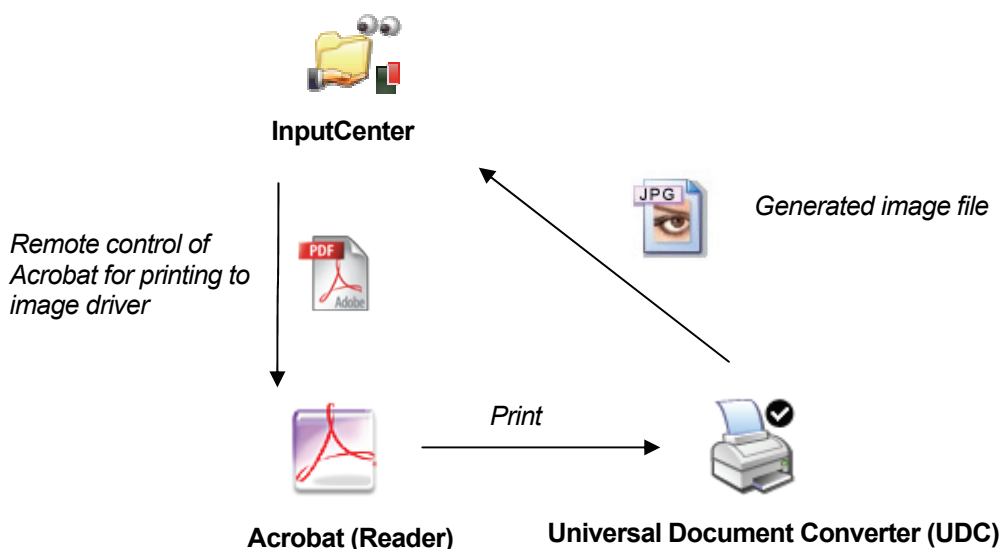 InputCenter
JPG
Generated image file
Remote control of
Acrobat for printing to
image driver
PDF
Adobe
Print
Acrobat (Reader)
Universal Document Converter (UDC)